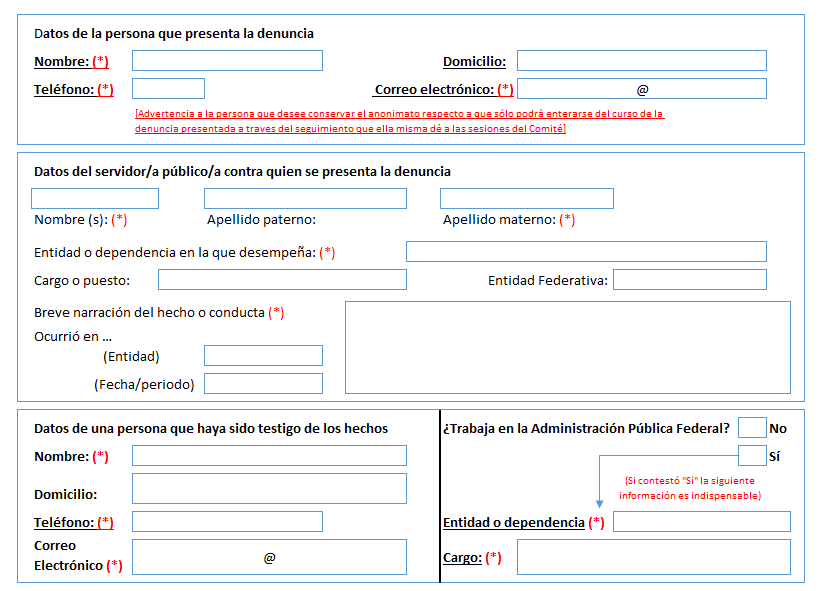 Datos de la persona que presenta la denuncia
Nombre: (*)
Domicilio:
Teléfono: (*)
Correo electrónico: (*)
@
[Advertencia a la persona que desee conservar el anonimato respecto a que sólo podrá enterarse del curso de la
denuncia presentada a traves del seguimiento que ella misma dé a las sesiones del Comité]
Datos del servidor/a público/a contra quien se presenta la denuncia
Nombre (s): (*)
Apellido paterno:
Apellido materno: (*)
Entidad o dependencia en la que desempeña: (*)
Cargo o puesto:
Entidad Federativa:
Breve narración del hecho o conducta (*)
Ocurrió en ...
(Entidad)
(Fecha/periodo)
Datos de una persona que haya sido testigo de los hechos
Nombre: (*)
Domicilio:
Teléfono: (*)
Correo
Electrónico (*)
@
¿Trabaja en la Administración Pública Federal?
No
Sí
(Si contestó "Sí" la siguiente
información es indispensable)
Entidad o dependencia (*)
Cargo: (*)